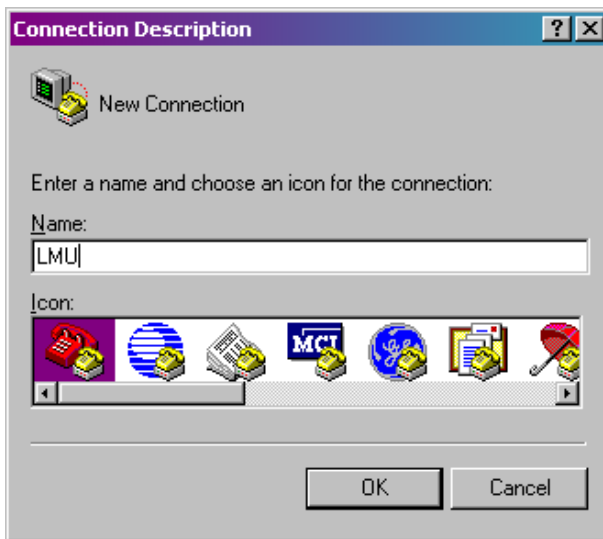 Connection Description
New Connection
Enter a name and choose an icon for the connection:
Name:
LMU
Icon:
MCI
OK Cancel